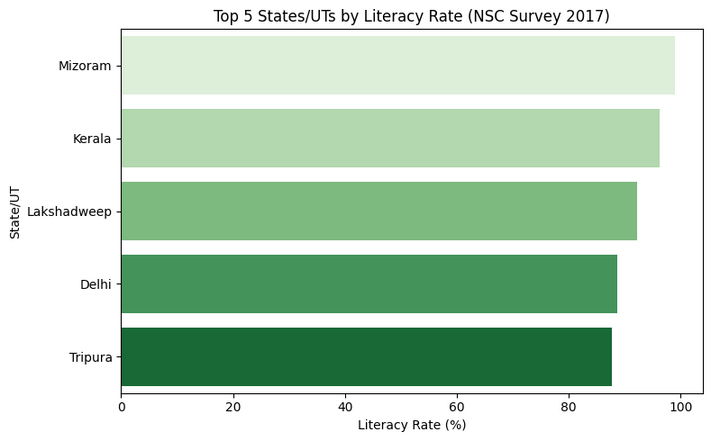 Top 5 States/UTs by Literacy Rate (NSC Survey 2017)
State/UT
Mizoram
Kerala
Lakshadweep
Delhi
Tripura
0 20 40 60 80 100
Literacy Rate (%)